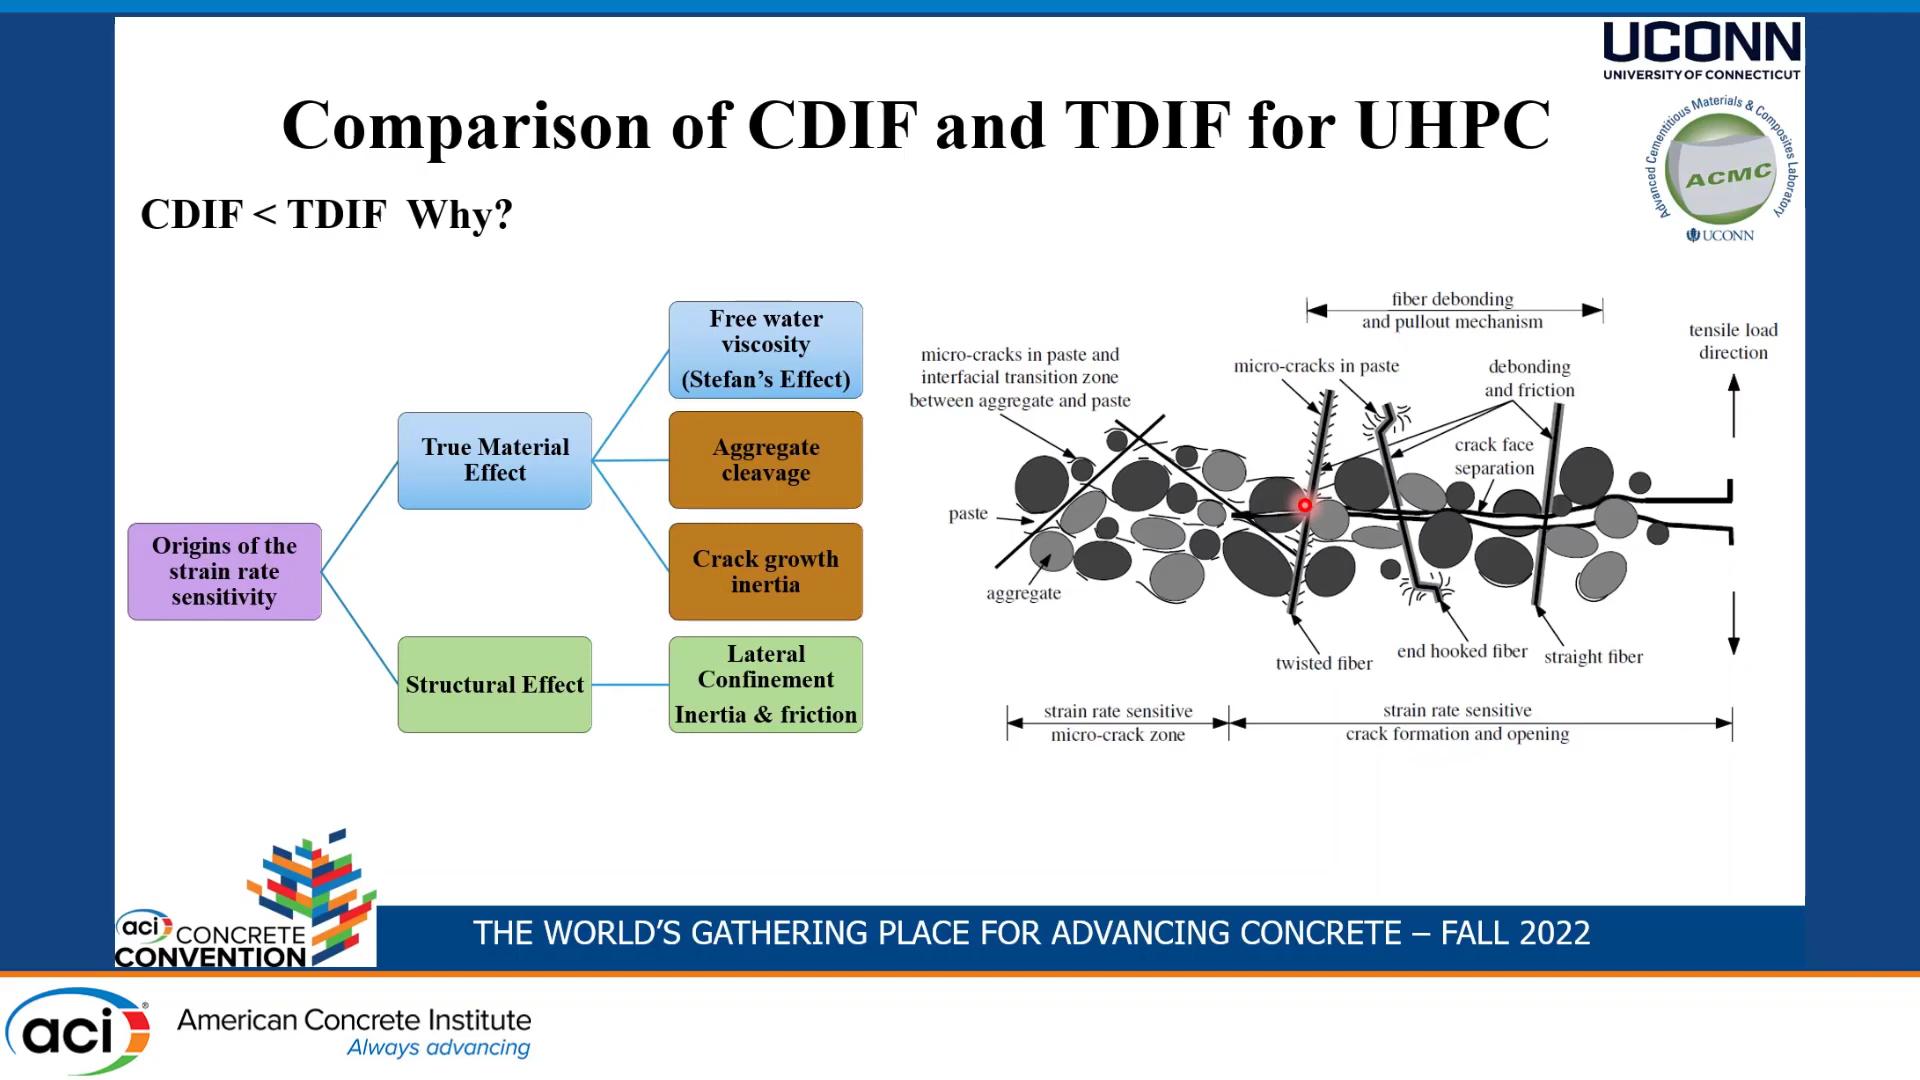 UCONN
UNIVERSITY OF CONNECTICUT
Comparison of CDIF and TDIF for UHPC
Advanced Cementitious Materials & Composites Laboratory
ACMC
UCONN
CDIF < TDIF Why?
Origins of the
strain rate
sensitivity
True Material
Effect
Structural Effect
Free water
viscosity
(Stefan's Effect)
Aggregate
cleavage
Crack growth
inertia
Lateral
Confinement
Inertia & friction
fiber debonding
and pullout mechanism
tensile load
direction
micro-cracks in paste and
interfacial transition zone
between aggregate and paste
micro-cracks in paste
debonding
and friction
crack face
separation
paste
aggregate
twisted fiber
end hooked fiber
straight fiber
strain rate sensitive
micro-crack zone
strain rate sensitive
crack formation and opening
aci CONCRETE
CONVENTION
THE WORLD'S GATHERING PLACE FOR ADVANCING CONCRETE – FALL 2022
aci®
American Concrete Institute
Always advancing